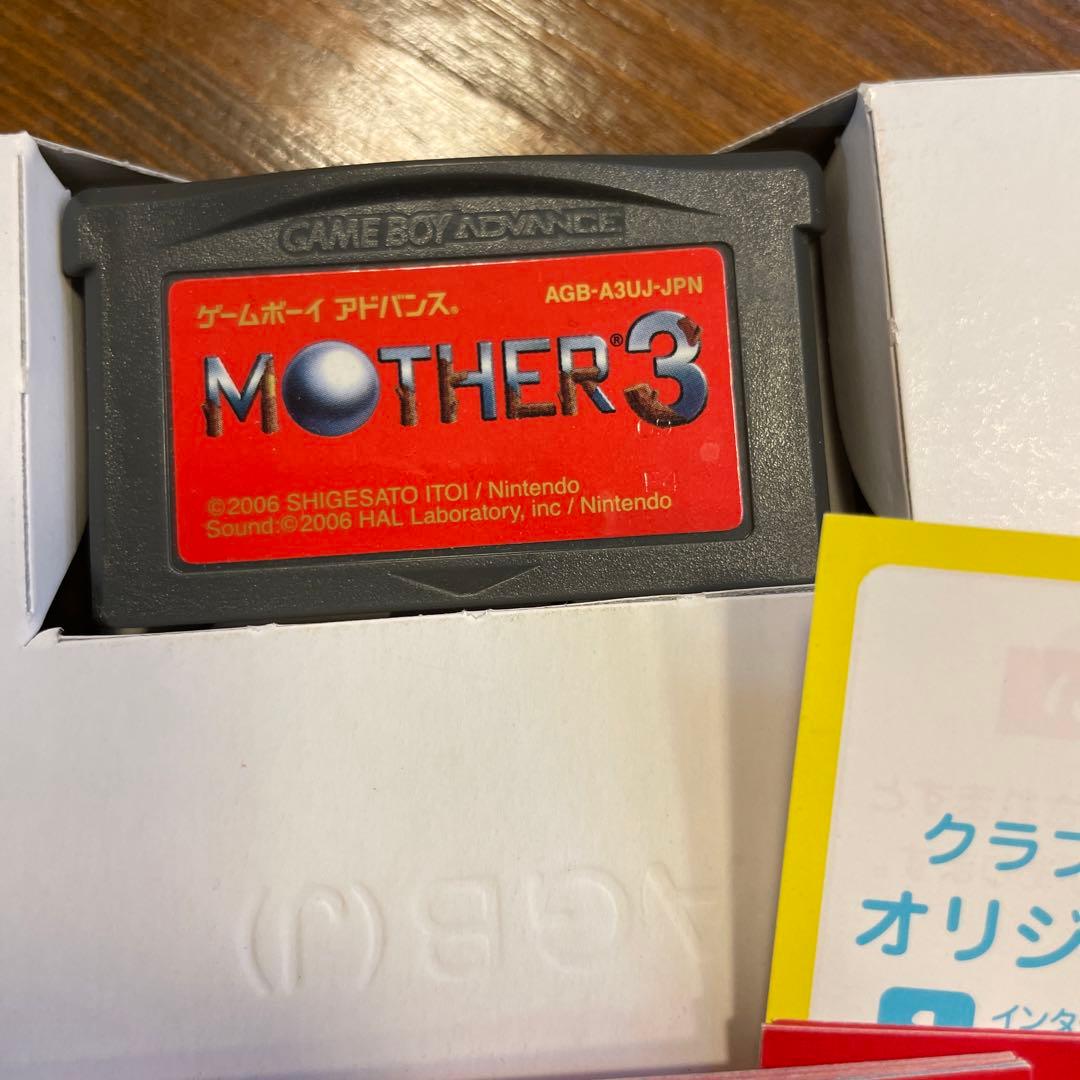 GAME BOY ADVANCE
ゲームボーイ アドバンス®
AGB-A3UJ-JPN
MOTHER®3
©2006 SHIGESATO ITOI / Nintendo
Sound:©2006 HAL Laboratory, inc / Nintendo
AGB(J)
クラブ
オリジ
1 インタ